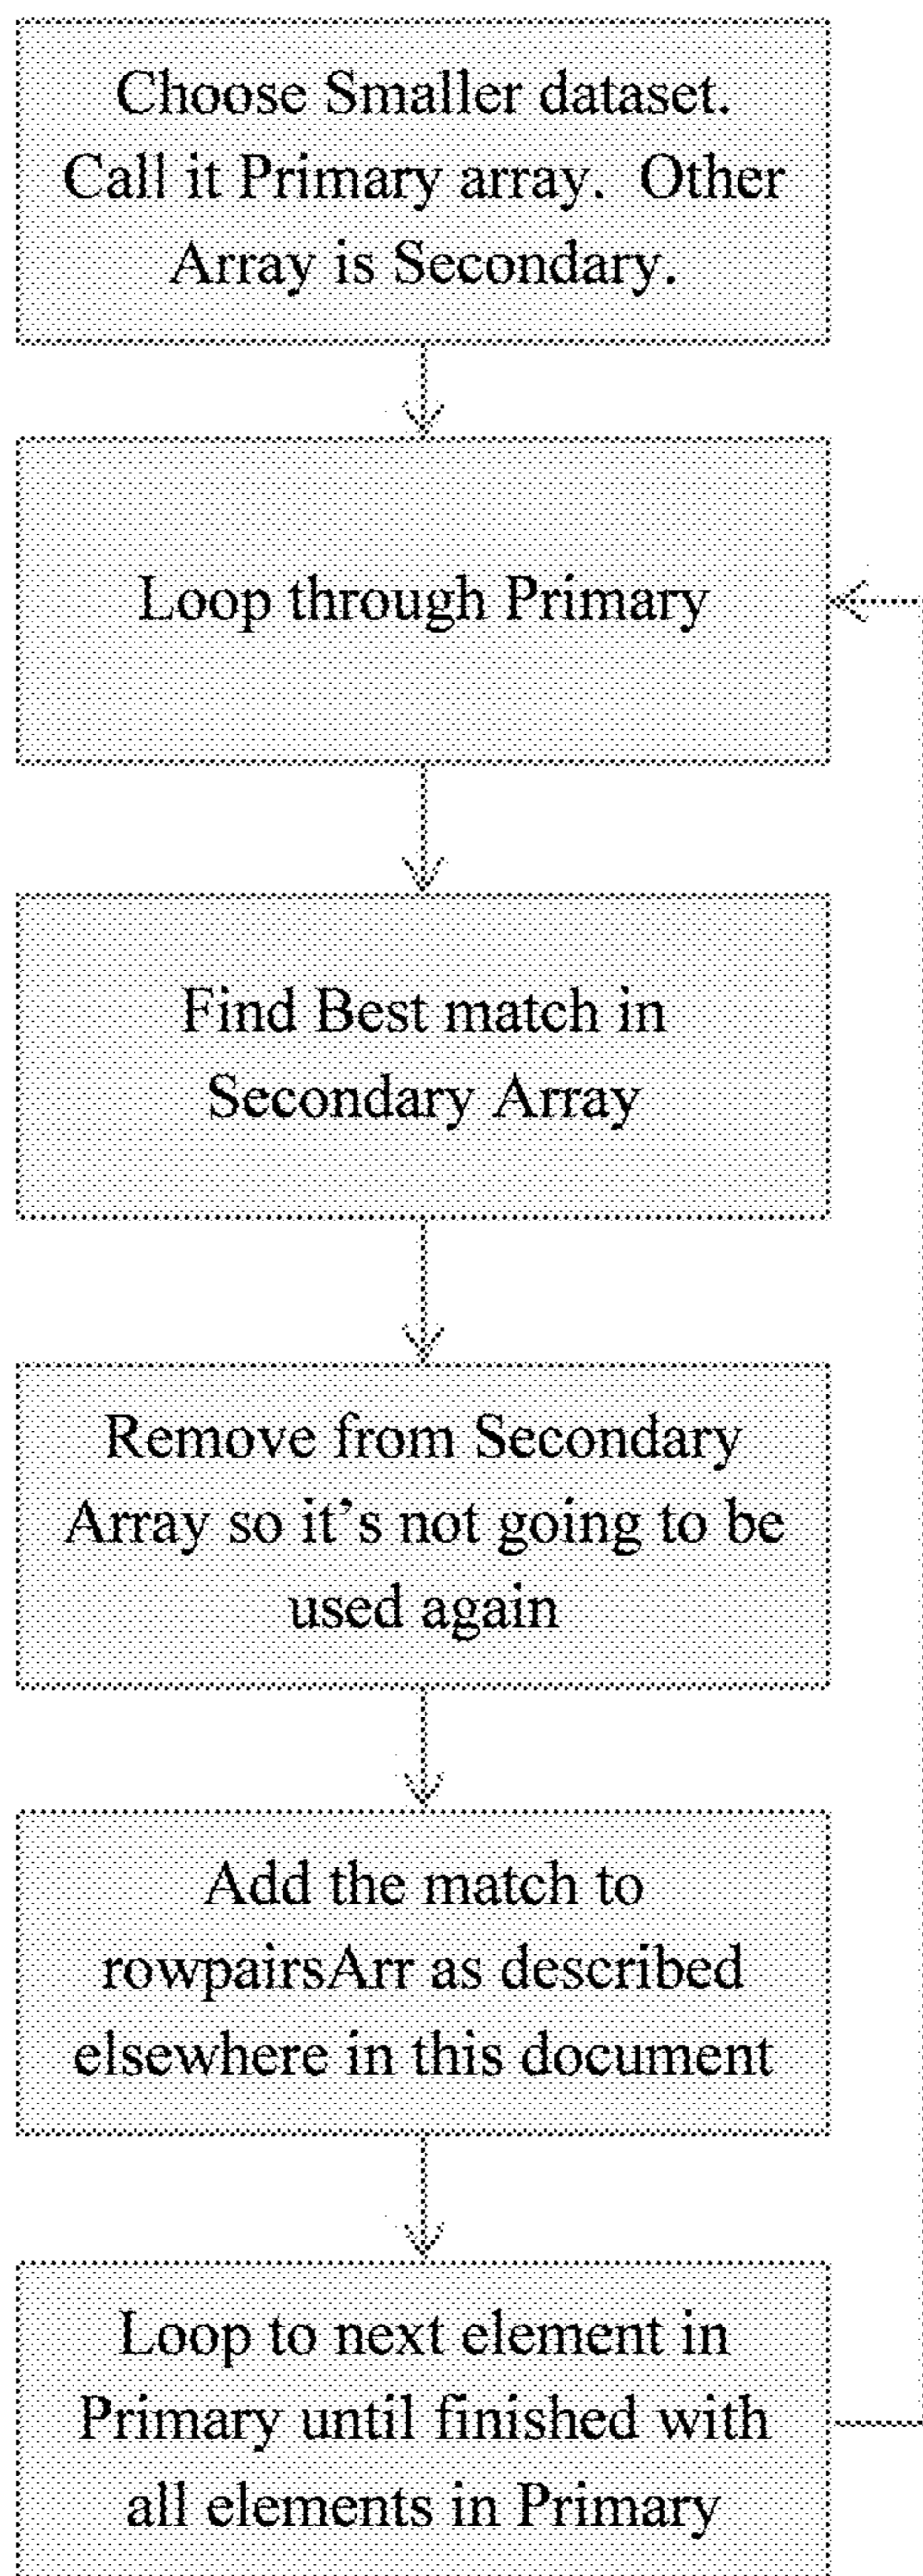 Choose Smaller dataset.
Call it Primary array.  Other
Array is Secondary.
Loop through Primary
Find Best match in
Secondary Array
Remove from Secondary
Array so it’s not going to be
used again
Add the match to
rowpairsArr as described
elsewhere in this document
Loop to next element in
Primary until finished with
all elements in Primary